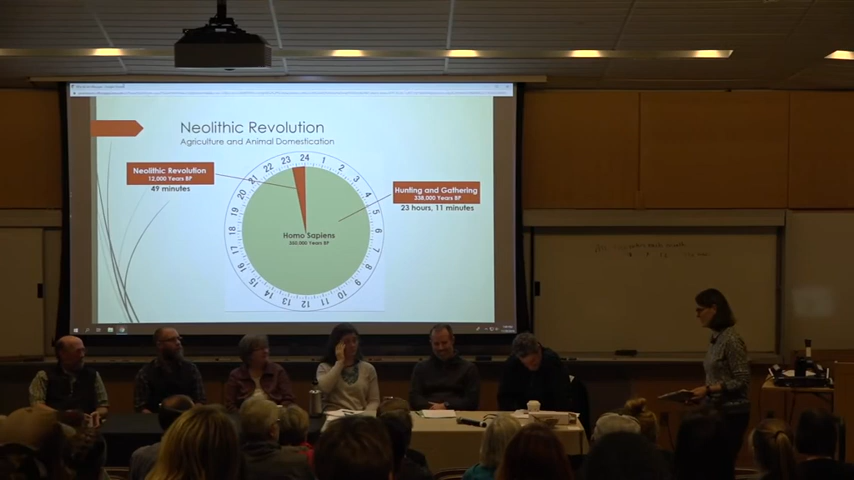 Neolithic Revolution
Agriculture and Animal Domestication
Neolithic Revolution
12,000 Years BP
49 minutes
Hunting and Gathering
338,000 Years BP
23 hours, 11 minutes
Homo Sapiens
350,000 Years BP
24
1
2
3
4
5
6
7
8
9
10
11
12
13
14
15
16
17
18
19
20
21
22
23